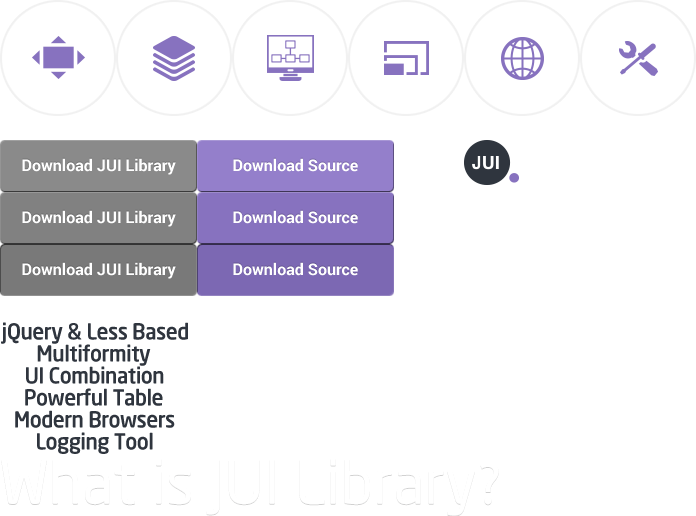 Download JUI Library Download Source JUI
Download JUI Library Download Source
Download JUI Library Download Source
jQuery & Less Based
Multiformity
UI Combination
Powerful Table
Modern Browsers
Logging Tool
What is JUI Library?